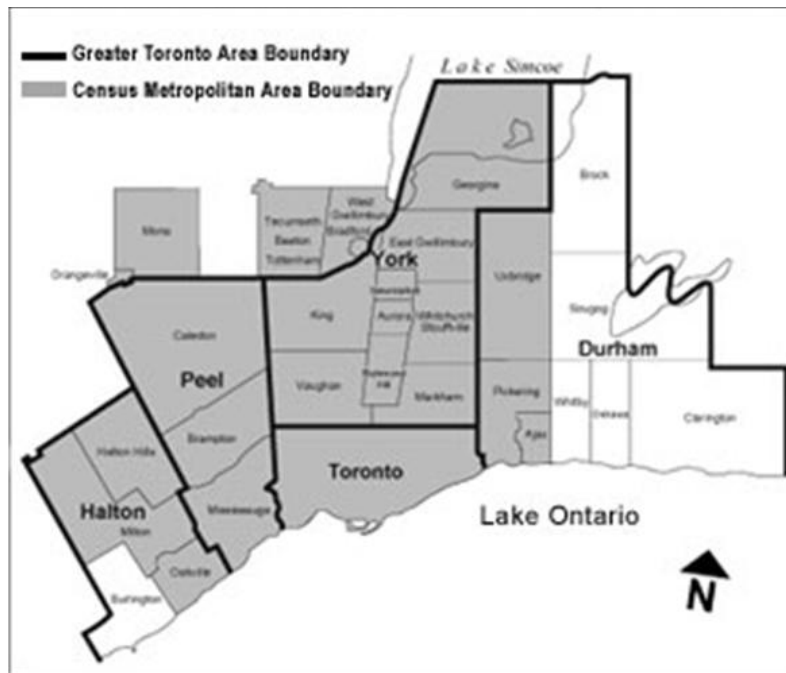 Greater Toronto Area Boundary
Census Metropolitan Area Boundary
Lake Simcoe
Georgina
Brock
Mono
West
Gwillimbury
Bradford
Tecumseth
Beeton
Tottenham
East Gwillimbury
York
Orangeville
Uxbridge
King
Aurora
Whitchurch
Stouffville
Durham
Caledon
Peel
Vaughan
Richmond
Hill
Markham
Pickering
Ajax
Whitby
Oshawa
Clarington
Halton Hills
Brampton
Toronto
Halton
Milton
Mississauga
Oakville
Burlington
Lake Ontario
N